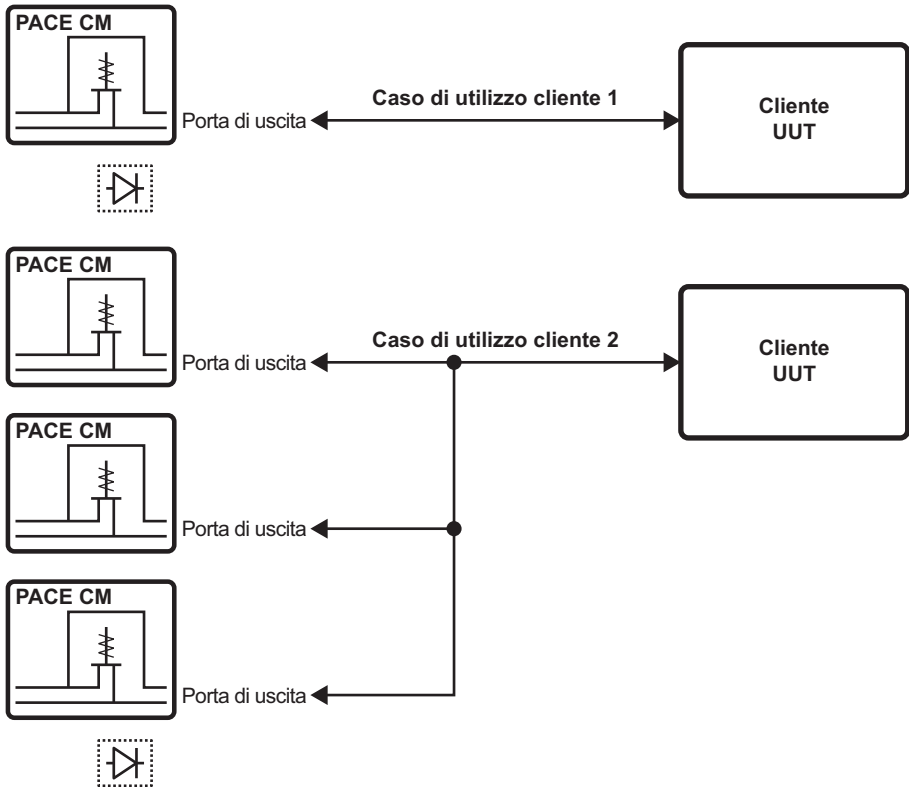 PACE CM
Porta di uscita
Caso di utilizzo cliente 1
Cliente
UUT
PACE CM
Porta di uscita
Caso di utilizzo cliente 2
Cliente
UUT
PACE CM
Porta di uscita
PACE CM
Porta di uscita